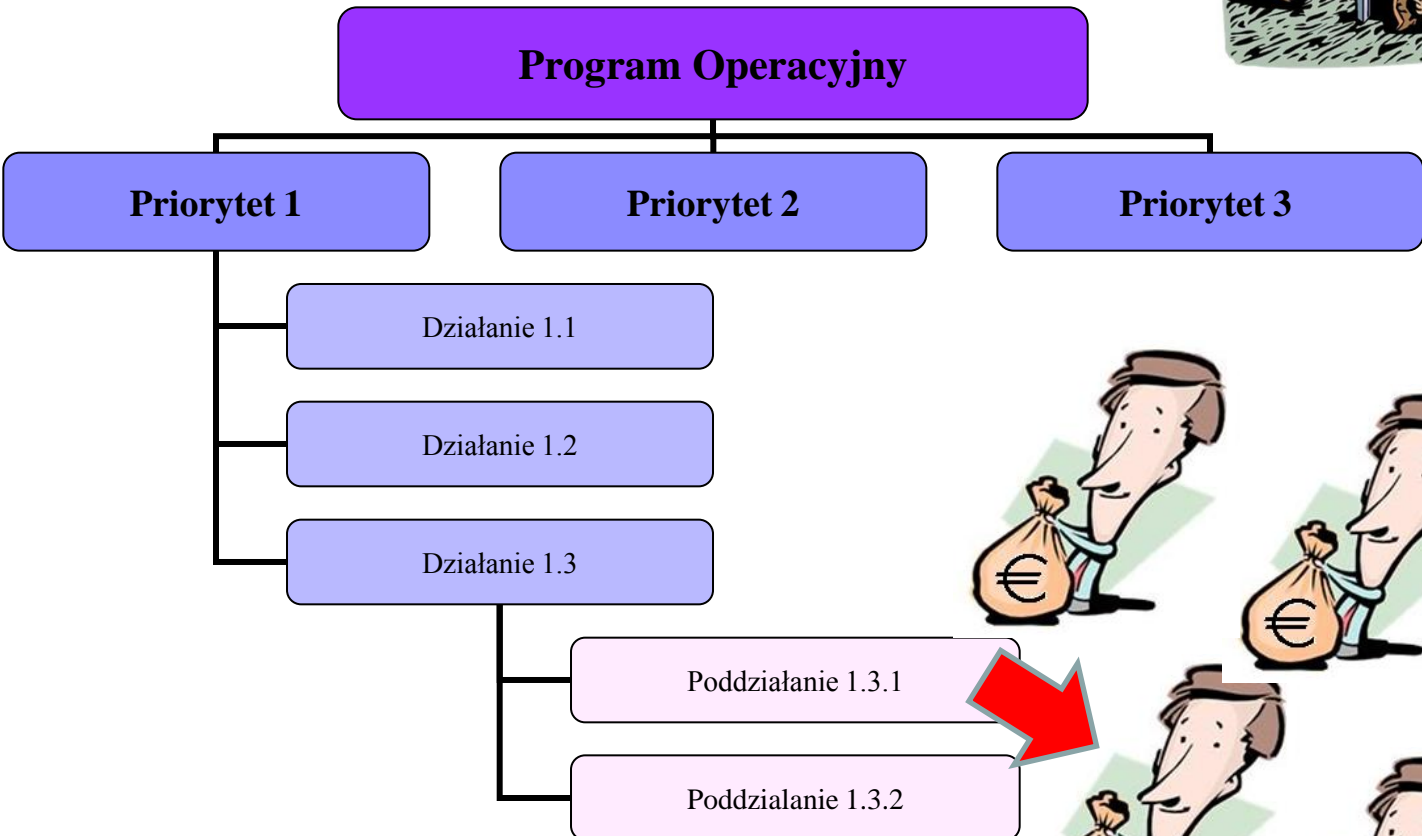 Program Operacyjny
Priorytet 1
Priorytet 2
Priorytet 3
Działanie 1.1
Działanie 1.2
Działanie 1.3
€
€
Poddziałanie 1.3.1
Poddzialanie 1.3.2